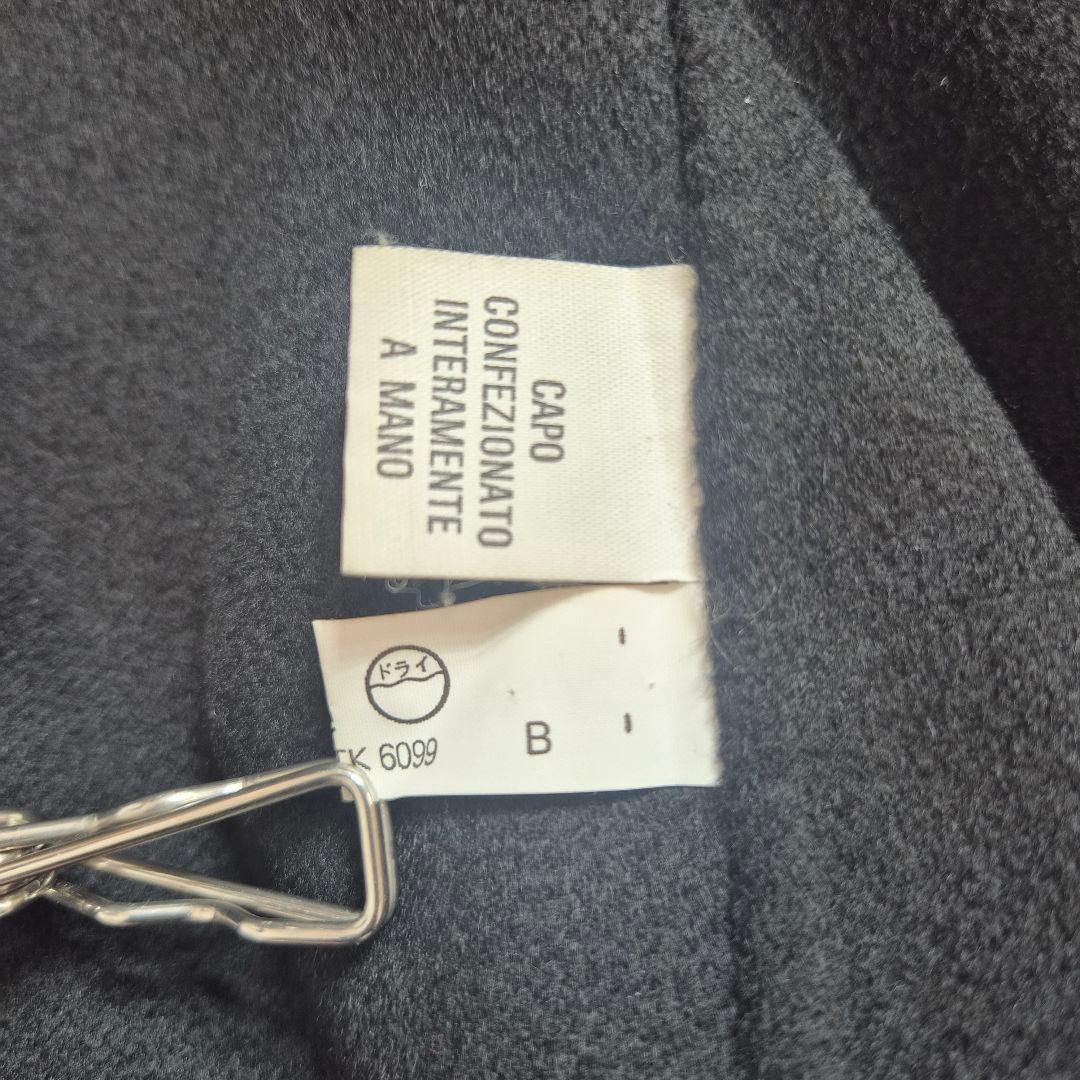 CAPO
CONFEZIONATO
INTERAMENTE
A MANO
ドライ
B
6099